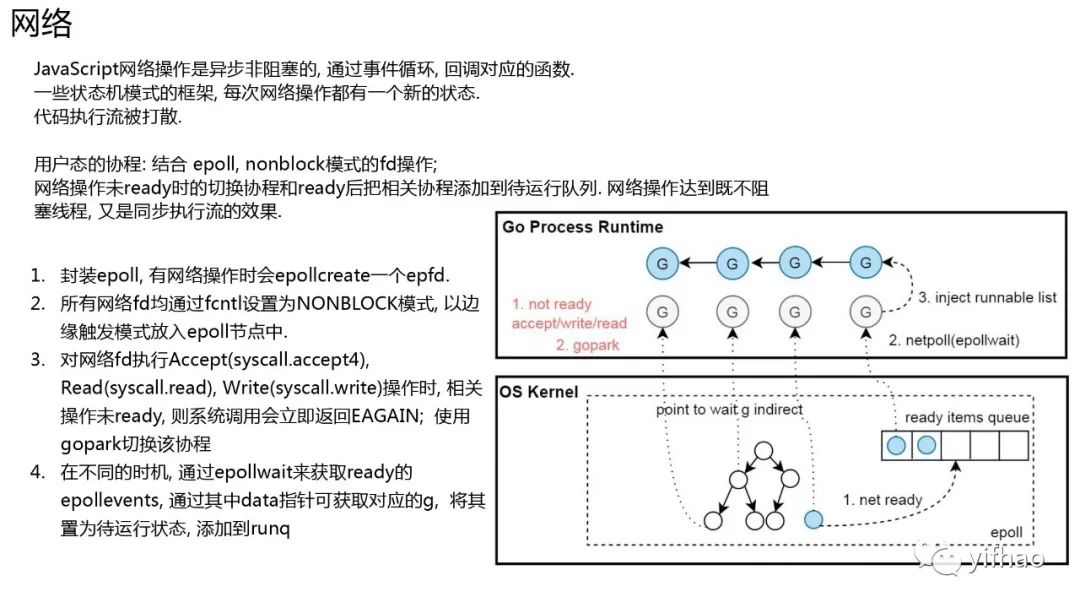 网络
JavaScript网络操作是异步非阻塞的, 通过事件循环, 回调对应的函数.
一些状态机模式的框架, 每次网络操作都有一个新的状态.
代码执行流被打散.
用户态的协程: 结合 epoll, nonblock模式的fd操作;
网络操作未ready时的切换协程和ready后把相关协程添加到待运行队列. 网络操作达到既不阻
塞线程, 又是同步执行流的效果.
1. 封装epoll, 有网络操作时会epollcreate一个epfd.
2. 所有网络fd均通过fcntl设置为NONBLOCK模式, 以边
缘触发模式放入epoll节点中.
3. 对网络fd执行Accept(syscall.accept4),
Read(syscall.read), Write(syscall.write)操作时, 相关
操作未ready, 则系统调用会立即返回EAGAIN; 使用
gopark切换该协程
4. 在不同的时机, 通过epollwait来获取ready的
epollevents, 通过其中data指针可获取对应的g, 将其
置为待运行状态, 添加到runq
Go Process Runtime
G G G G
1. not ready
accept/write/read
2. gopark
G G G G
3. inject runnable list
2. netpoll(epollwait)
OS Kernel
point to wait g indirect
ready items queue
1. net ready
epoll
yifhao